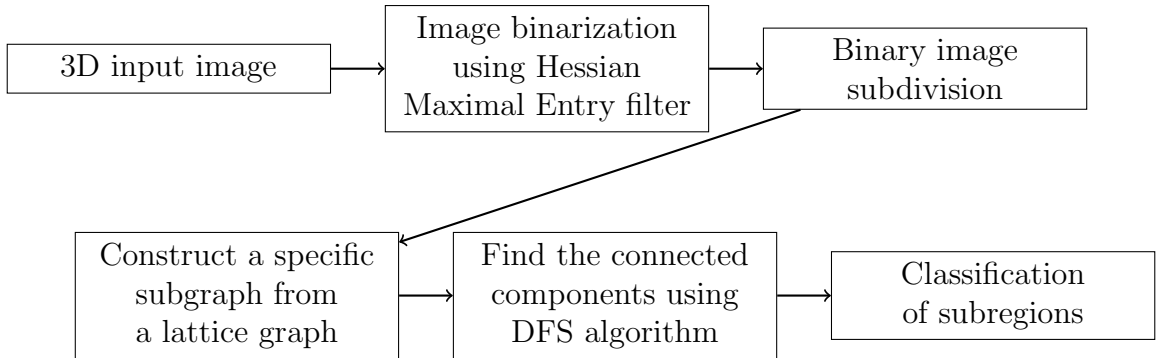 3D input image
Image binarization
using Hessian
Maximal Entry filter
Binary image
subdivision
Construct a specific
subgraph from
a lattice graph
Find the connected
components using
DFS algorithm
Classification
of subregions